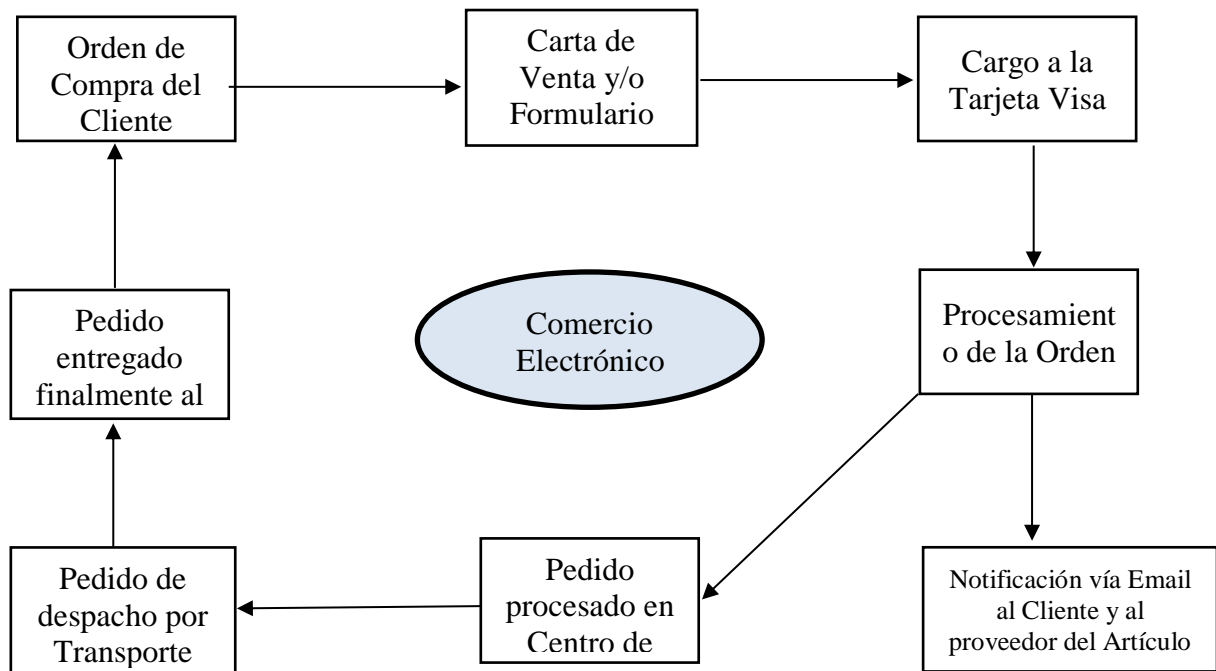 Orden de
Compra del
Cliente
Carta de
Venta y/o
Formulario
Cargo a la
Tarjeta Visa
Procesamient
o de la Orden
Comercio
Electrónico
Pedido
entregado
finalmente al
Pedido de
despacho por
Transporte
Pedido
procesado en
Centro de
Notificación vía Email
al Cliente y al
proveedor del Artículo